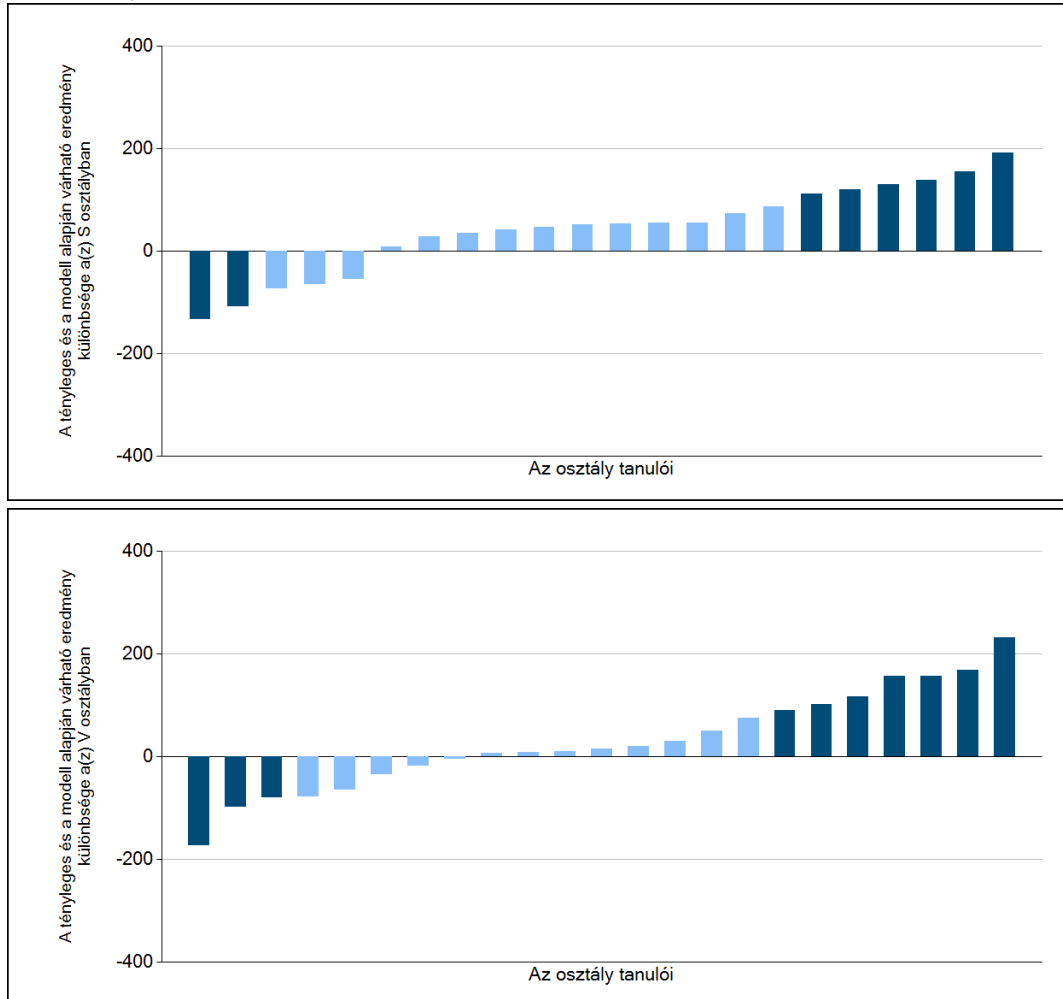 A tényleges és a modell alapján várható eredmény
különbsége a(z) S osztályban
400
200
0
-200
-400
Az osztály tanulói
A tényleges és a modell alapján várható eredmény
különbsége a(z) V osztályban
400
200
0
-200
-400
Az osztály tanulói